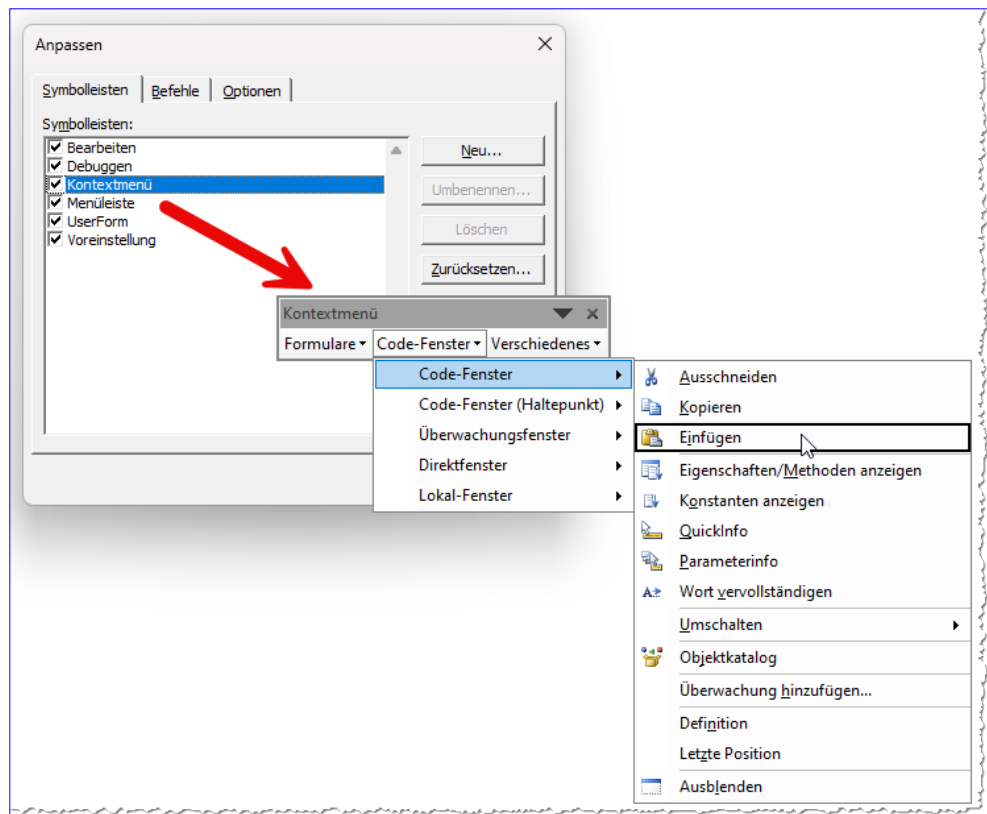 Anpassen
Symbolleisten Befehle Optionen
Symbolleisten:
Bearbeiten
Debuggen
Kontextmenü
Menüleiste
UserForm
Voreinstellung
Neu...
Umbenennen...
Löschen
Zurücksetzen...
Kontextmenü
Formulare Code-Fenster Verschiedenes
Code-Fenster
Code-Fenster (Haltepunkt)
Überwachungsfenster
Direktfenster
Lokal-Fenster
Ausschneiden
Kopieren
Einfügen
Eigenschaften/Methoden anzeigen
Konstanten anzeigen
QuickInfo
Parameterinfo
Wort vervollständigen
Umschalten
Objektkatalog
Überwachung hinzufügen...
Definition
Letzte Position
Ausblenden